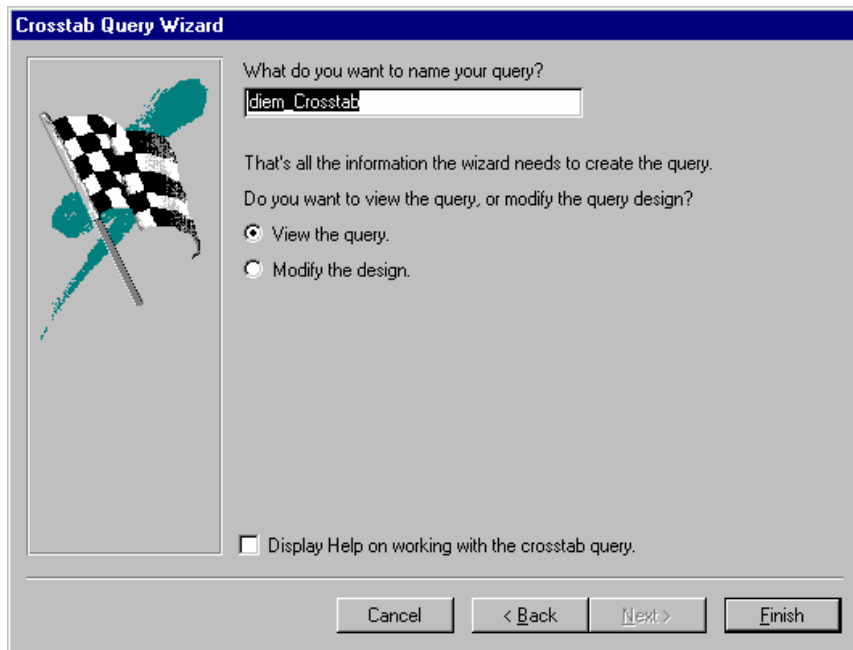 Crosstab Query Wizard
What do you want to name your query?
diem_Crosstab
That's all the information the wizard needs to create the query.
Do you want to view the query, or modify the query design?
View the query.
Modify the design.
Display Help on working with the crosstab query.
Cancel
< Back
Next >
Finish